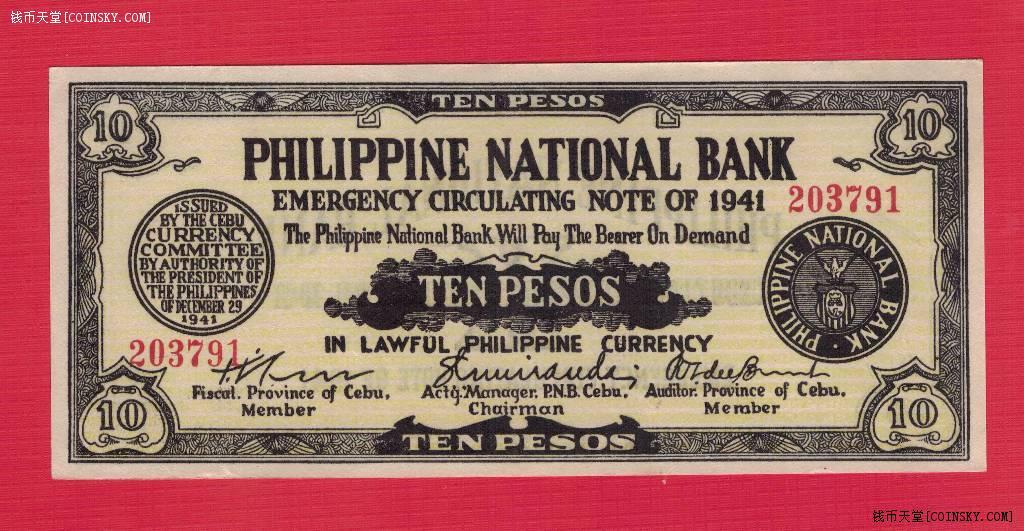 钱币天堂[COINSKY.COM]
TEN PESOS
10
10
PHILIPPINE NATIONAL BANK
EMERGENCY CIRCULATING NOTE OF 1941
203791
The Philippine National Bank Will Pay The Bearer On Demand
ISSUED
BY THE CEBU
CURRENCY
COMMITTEE
BY AUTHORITY OF
THE PRESIDENT OF
THE PHILIPPINES
OF DECEMBER 29
1941
TEN PESOS
PHILIPPINE NATIONAL BANK
IN LAWFUL PHILIPPINE CURRENCY
203791
Fiscal. Province of Cebu.
Member
Actg. Manager. P.N.B. Cebu.
Chairman
Auditor. Province of Cebu.
Member
10
10
TEN PESOS
钱币天堂[COINSKY.COM]